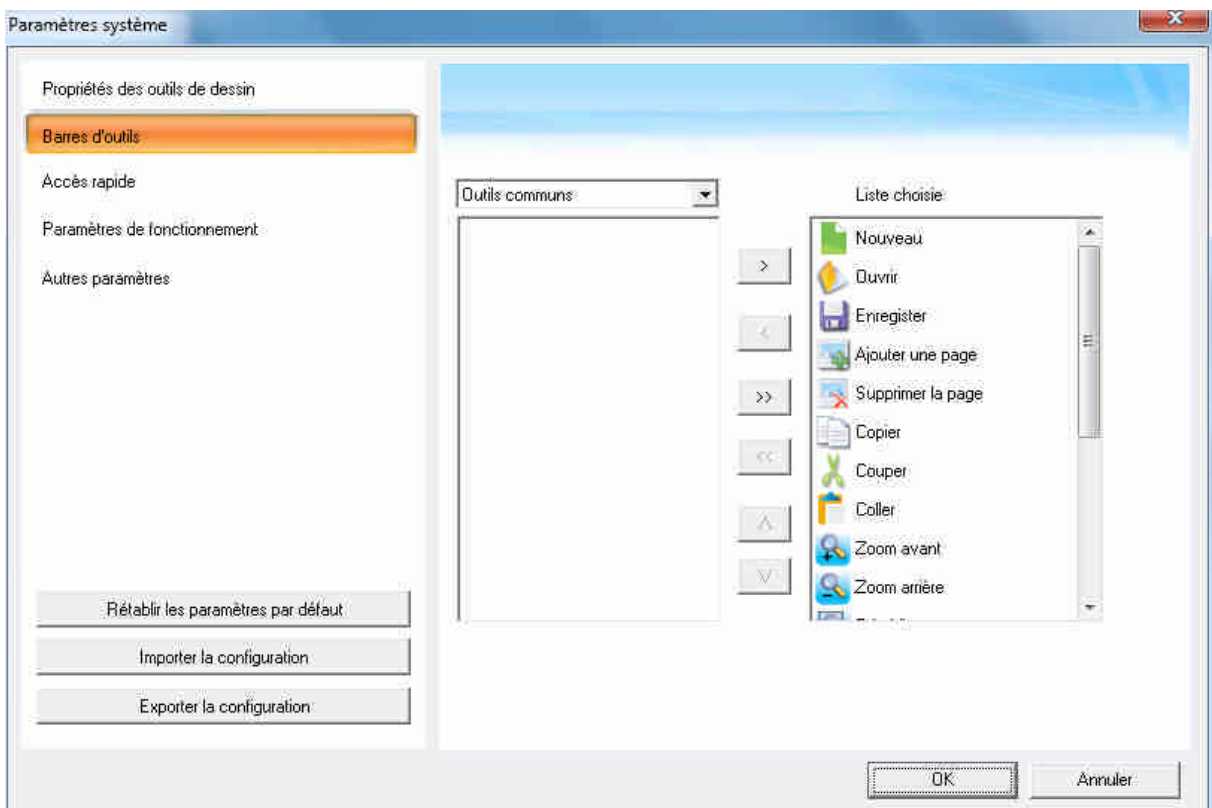 Paramètres système
Propriétés des outils de dessin
Barres d'outils
Accès rapide
Paramètres de fonctionnement
Autres paramètres
Rétablir les paramètres par défaut
Importer la configuration
Exporter la configuration
Outils communs
>
<
>>
<<
Λ
V
Liste choisie
Nouveau
Ouvrir
Enregister
Ajouter une page
Supprimer la page
Copier
Couper
Coller
Zoom avant
Zoom arrière
OK
Annuler